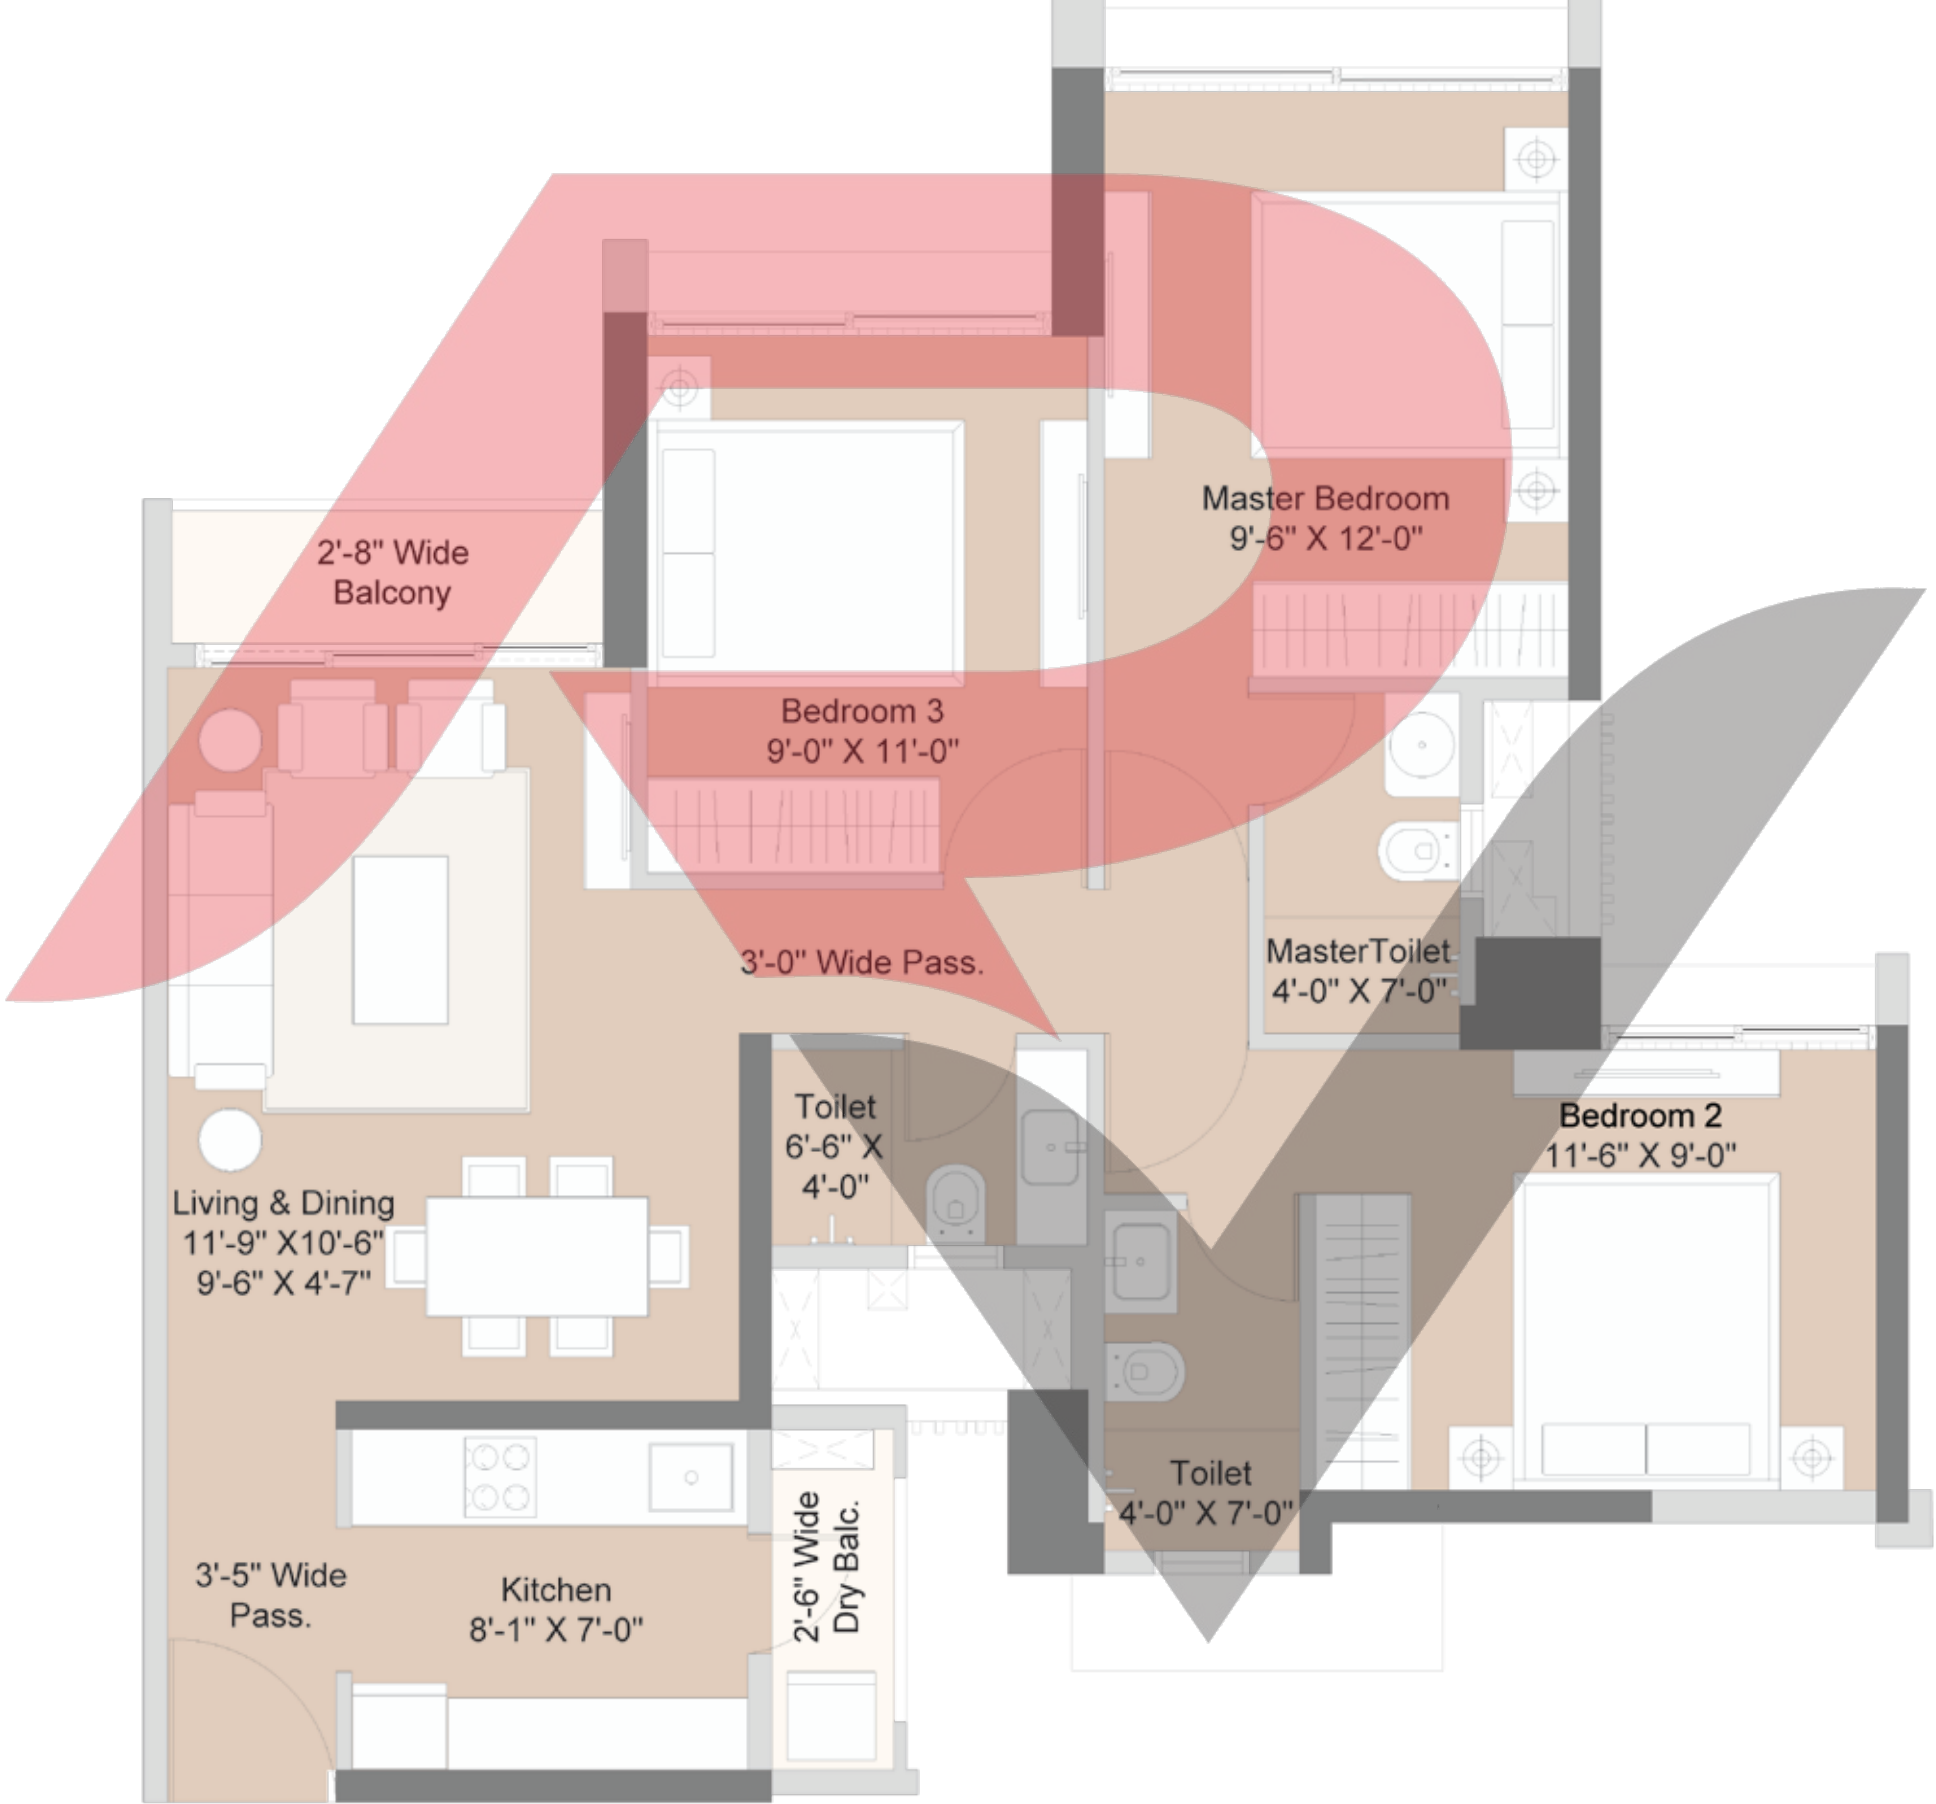 Master Bedroom
9'-6" X 12'-0"
2'-8" Wide
Balcony
Bedroom 3
9'-0" X 11'-0"
3'-0" Wide Pass.
MasterToilet
4'-0" X 7'-0"
Toilet
6'-6" X
4'-0"
Bedroom 2
11'-6" X 9'-0"
Living & Dining
11'-9" X10'-6"
9'-6" X 4'-7"
Toilet
4'-0" X 7'-0"
3'-5" Wide
Pass.
Kitchen
8'-1" X 7'-0"
2'-6" Wide
Dry Balc.